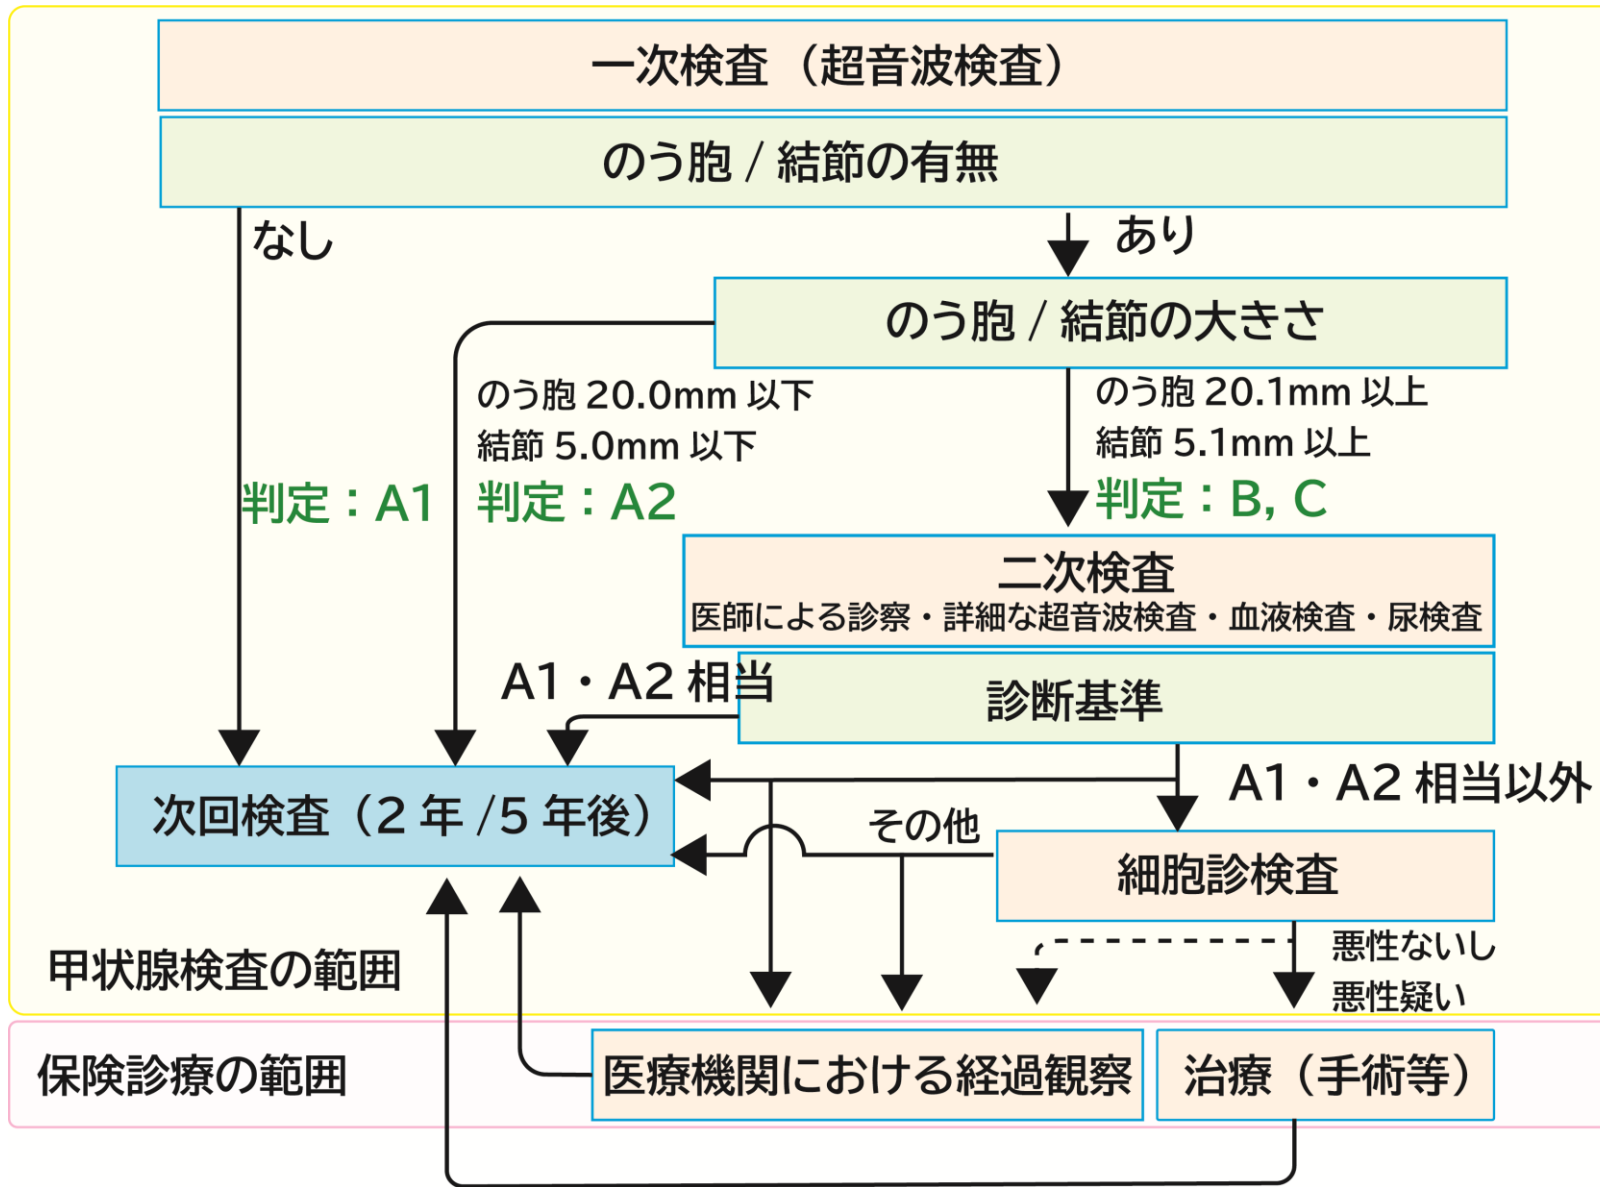 一次検査（超音波検査）
のう胞 / 結節の有無
なし
あり
のう胞 / 結節の大きさ
のう胞 20.0mm 以下
結節 5.0mm 以下
判定：A1
判定：A2
のう胞 20.1mm 以上
結節 5.1mm 以上
判定：B, C
二次検査
医師による診察・詳細な超音波検査・血液検査・尿検査
A1・A2 相当
診断基準
A1・A2 相当以外
次回検査（2 年 /5 年後）
その他
細胞診検査
悪性ないし
悪性疑い
甲状腺検査の範囲
保険診療の範囲
医療機関における経過観察
治療（手術等）